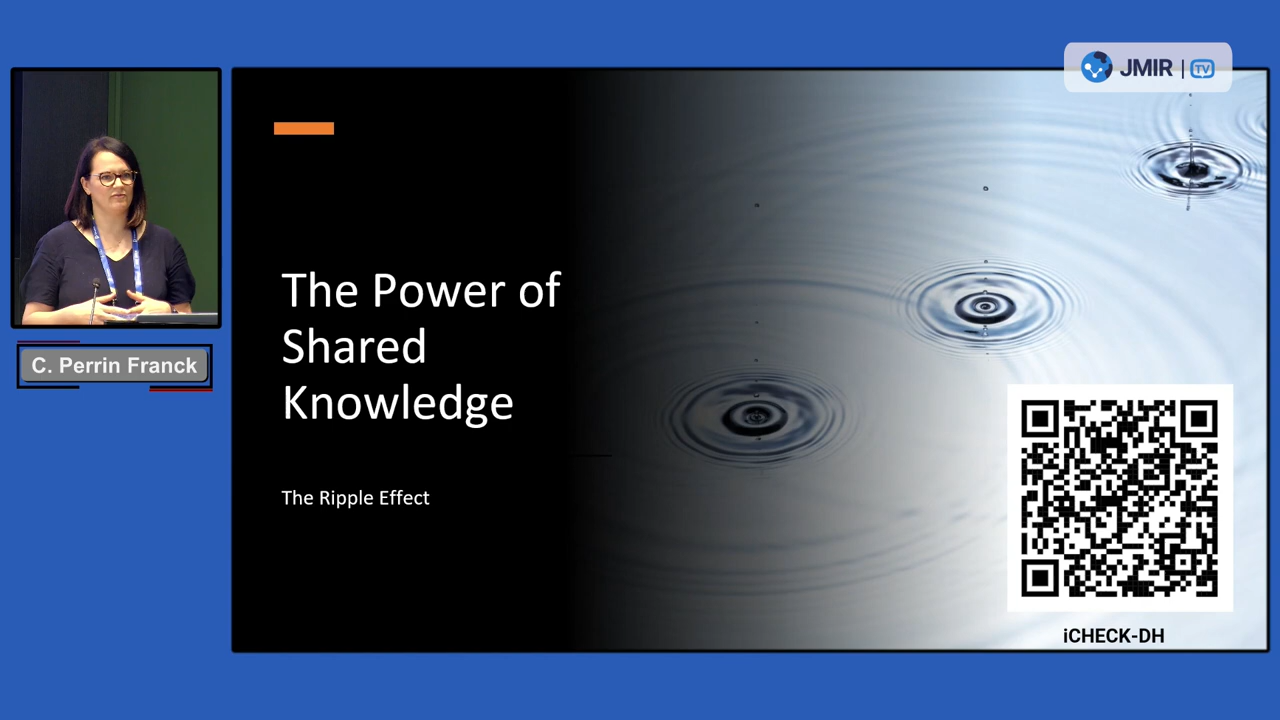 JMIR | TV
C. Perrin Franck
The Power of
Shared
Knowledge
The Ripple Effect
iCHECK-DH